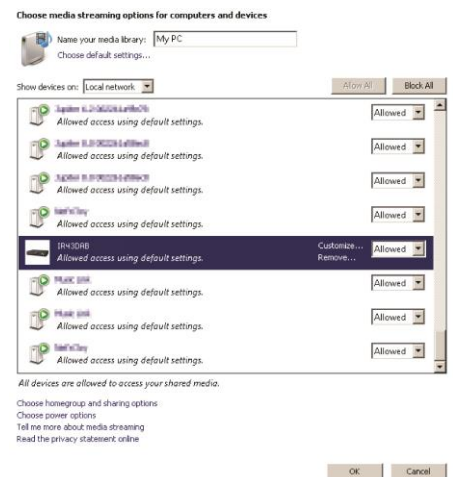 Choose media streaming options for computers and devices
Name your media library: My PC
Choose default settings...
Show devices on: Local network
Allow All
Block All
Allowed
Allowed access using default settings.
Allowed
Allowed access using default settings.
Allowed
Allowed access using default settings.
Allowed
Allowed access using default settings.
IR43DAB
Customize...
Allowed
Allowed access using default settings.
Remove...
Allowed
Allowed access using default settings.
Allowed
Allowed access using default settings.
Allowed
Allowed access using default settings.
All devices are allowed to access your shared media.
Choose homegroup and sharing options
Choose power options
Tell me more about media streaming
Read the privacy statement online
OK
Cancel